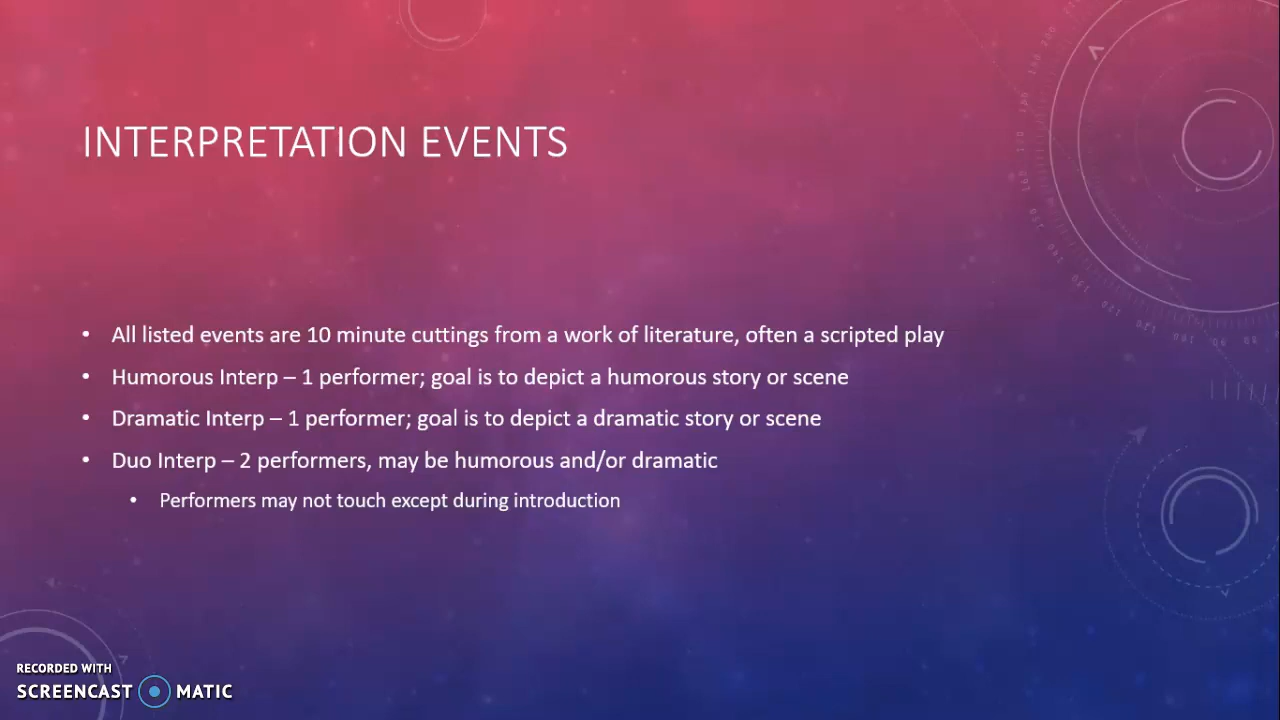 INTERPRETATION EVENTS
• All listed events are 10 minute cuttings from a work of literature, often a scripted play
• Humorous Interp – 1 performer; goal is to depict a humorous story or scene
• Dramatic Interp – 1 performer; goal is to depict a dramatic story or scene
• Duo Interp – 2 performers, may be humorous and/or dramatic
• Performers may not touch except during introduction
RECORDED WITH
SCREENCAST MATIC